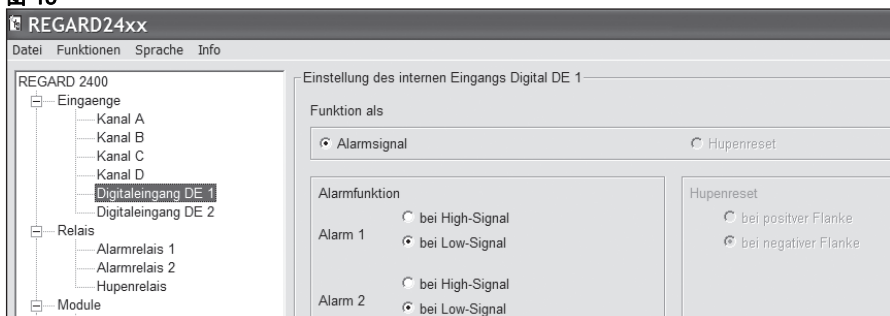 REGARD24xx
Datei Funktionen Sprache Info
REGARD 2400
Eingaenge
Kanal A
Kanal B
Kanal C
Kanal D
Digitaleingang DE 1
Digitaleingang DE 2
Relais
Alarmrelais 1
Alarmrelais 2
Hupenrelais
Module
Einstellung des internen Eingangs Digital DE 1
Funktion als
Alarmsignal
Hupenreset
Alarmfunktion
Alarm 1
bei High-Signal
bei Low-Signal
Alarm 2
bei High-Signal
bei Low-Signal
Hupenreset
bei positver Flanke
bei negativer Flanke